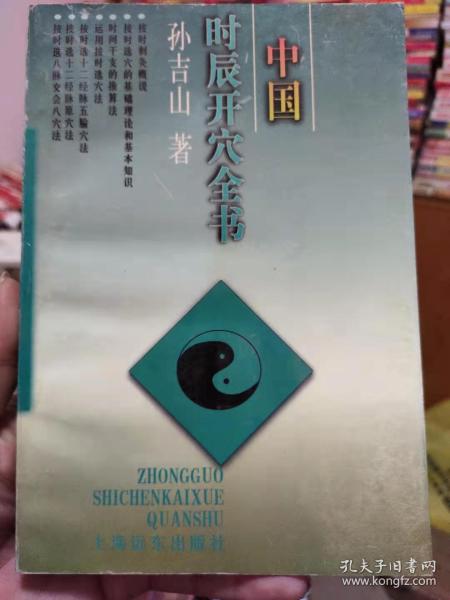 中国
时辰开穴全书
孙吉山 著
按时刺灸概说
按时选穴的基础理论和基本知识
时间干支的推算法
运用按时选穴法
按时选十二经脉五输穴法
按时选十二经脉原穴法
按时选八脉交会八穴法
ZHONGGUO
SHICHENKAIXUE
QUANSHU
上海远东出版社
孔夫子旧书网
www.kongfz.com